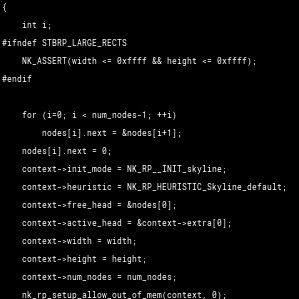 {
    int i;
#ifndef STBRP_LARGE_RECTS
    NK_ASSERT(width <= 0xffff && height <= 0xffff);
#endif

    for (i=0; i < num_nodes-1; ++i)
        nodes[i].next = &nodes[i+1];
    nodes[i].next = 0;
    context->init_mode = NK_RP__INIT_skyline;
    context->heuristic = NK_RP_HEURISTIC_Skyline_default;
    context->free_head = &nodes[0];
    context->active_head = &context->extra[0];
    context->width = width;
    context->height = height;
    context->num_nodes = num_nodes;
    nk_rp_setup_allow_out_of_mem(context, 0);